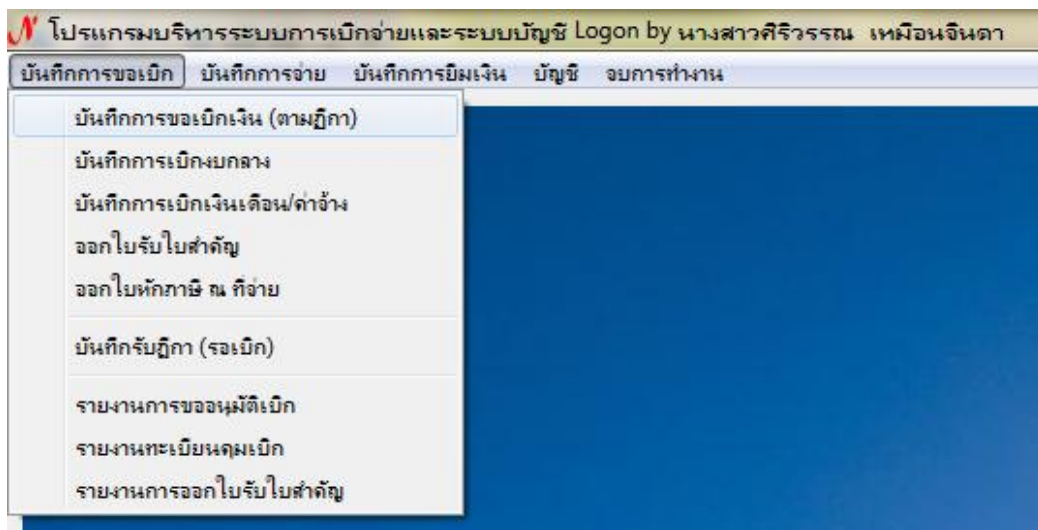 N โปรแกรมบริหารระบบการเบิกจ่ายและระบบบัญชี Logon by นางสาวศิริวรรณ เหมือนจินดา
บันทึกการขอเบิก บันทึกการจ่าย บันทึกการยืมเงิน บัญชี จบการทำงาน
บันทึกการขอเบิกเงิน (ตามฎีกา)
บันทึกการเบิกงบกลาง
บันทึกการเบิกเงินเดือน/ค่าจ้าง
ออกใบรับใบสำคัญ
ออกใบหักภาษี ณ ที่จ่าย
บันทึกรับฎีกา (รอเบิก)
รายงานการขออนุมัติเบิก
รายงานทะเบียนคุมเบิก
รายงานการออกใบรับใบสำคัญ